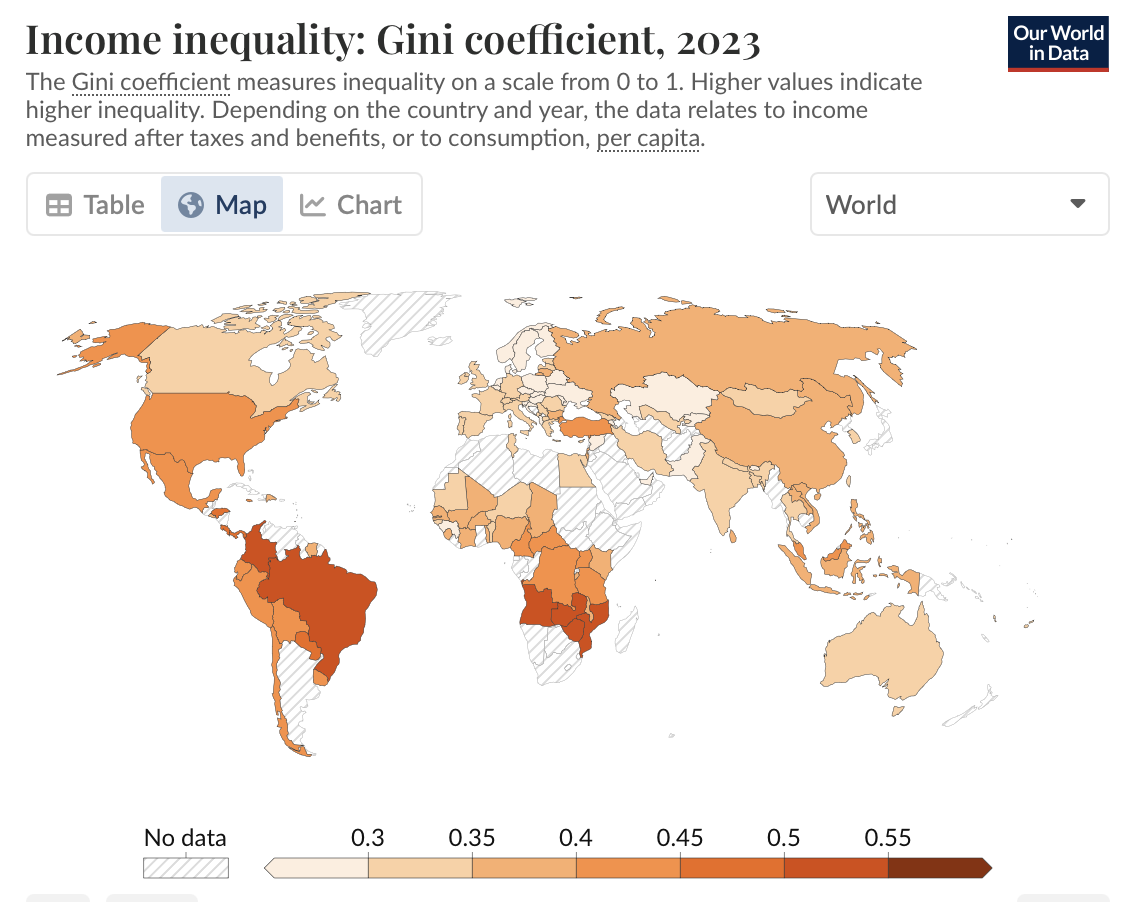 Income inequality: Gini coefficient, 2023
Our World
in Data
The Gini coefficient measures inequality on a scale from 0 to 1. Higher values indicate
higher inequality. Depending on the country and year, the data relates to income
measured after taxes and benefits, or to consumption, per capita.
Table
Map
Chart
World
No data
0.3
0.35
0.4
0.45
0.5
0.55